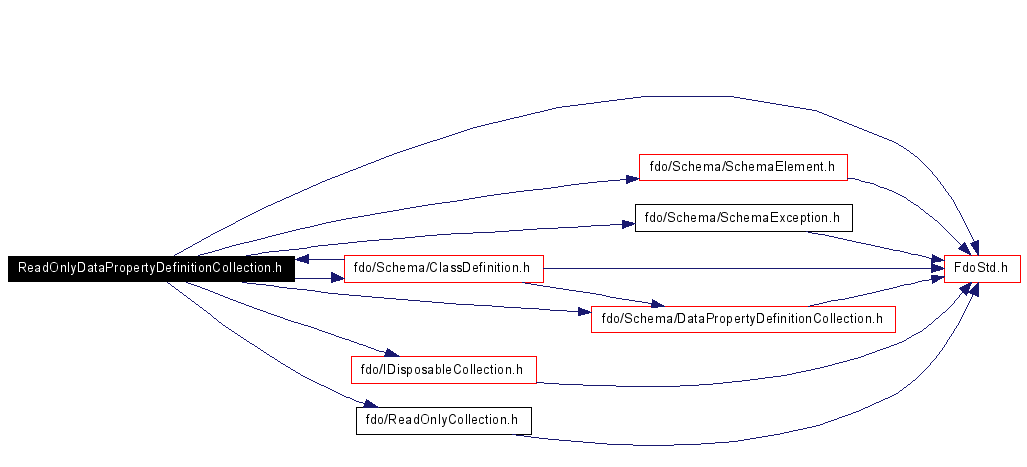 fdo/Schema/SchemaElement.h
fdo/Schema/SchemaException.h
ReadOnlyDataPropertyDefinitionCollection.h
fdo/Schema/ClassDefinition.h
FdoStd.h
fdo/Schema/DataPropertyDefinitionCollection.h
fdo/IDisposableCollection.h
fdo/ReadOnlyCollection.h